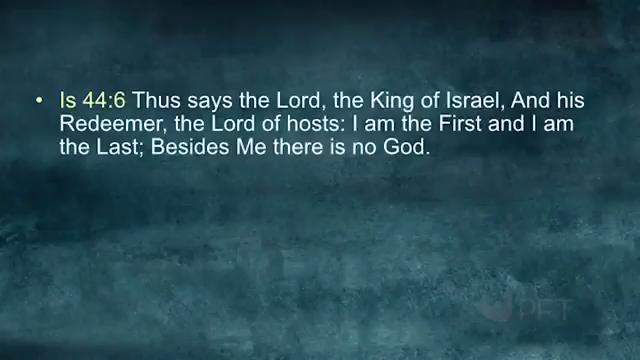 • Is 44:6 Thus says the Lord, the King of Israel, And his
Redeemer, the Lord of hosts: I am the First and I am
the Last; Besides Me there is no God.
PFT